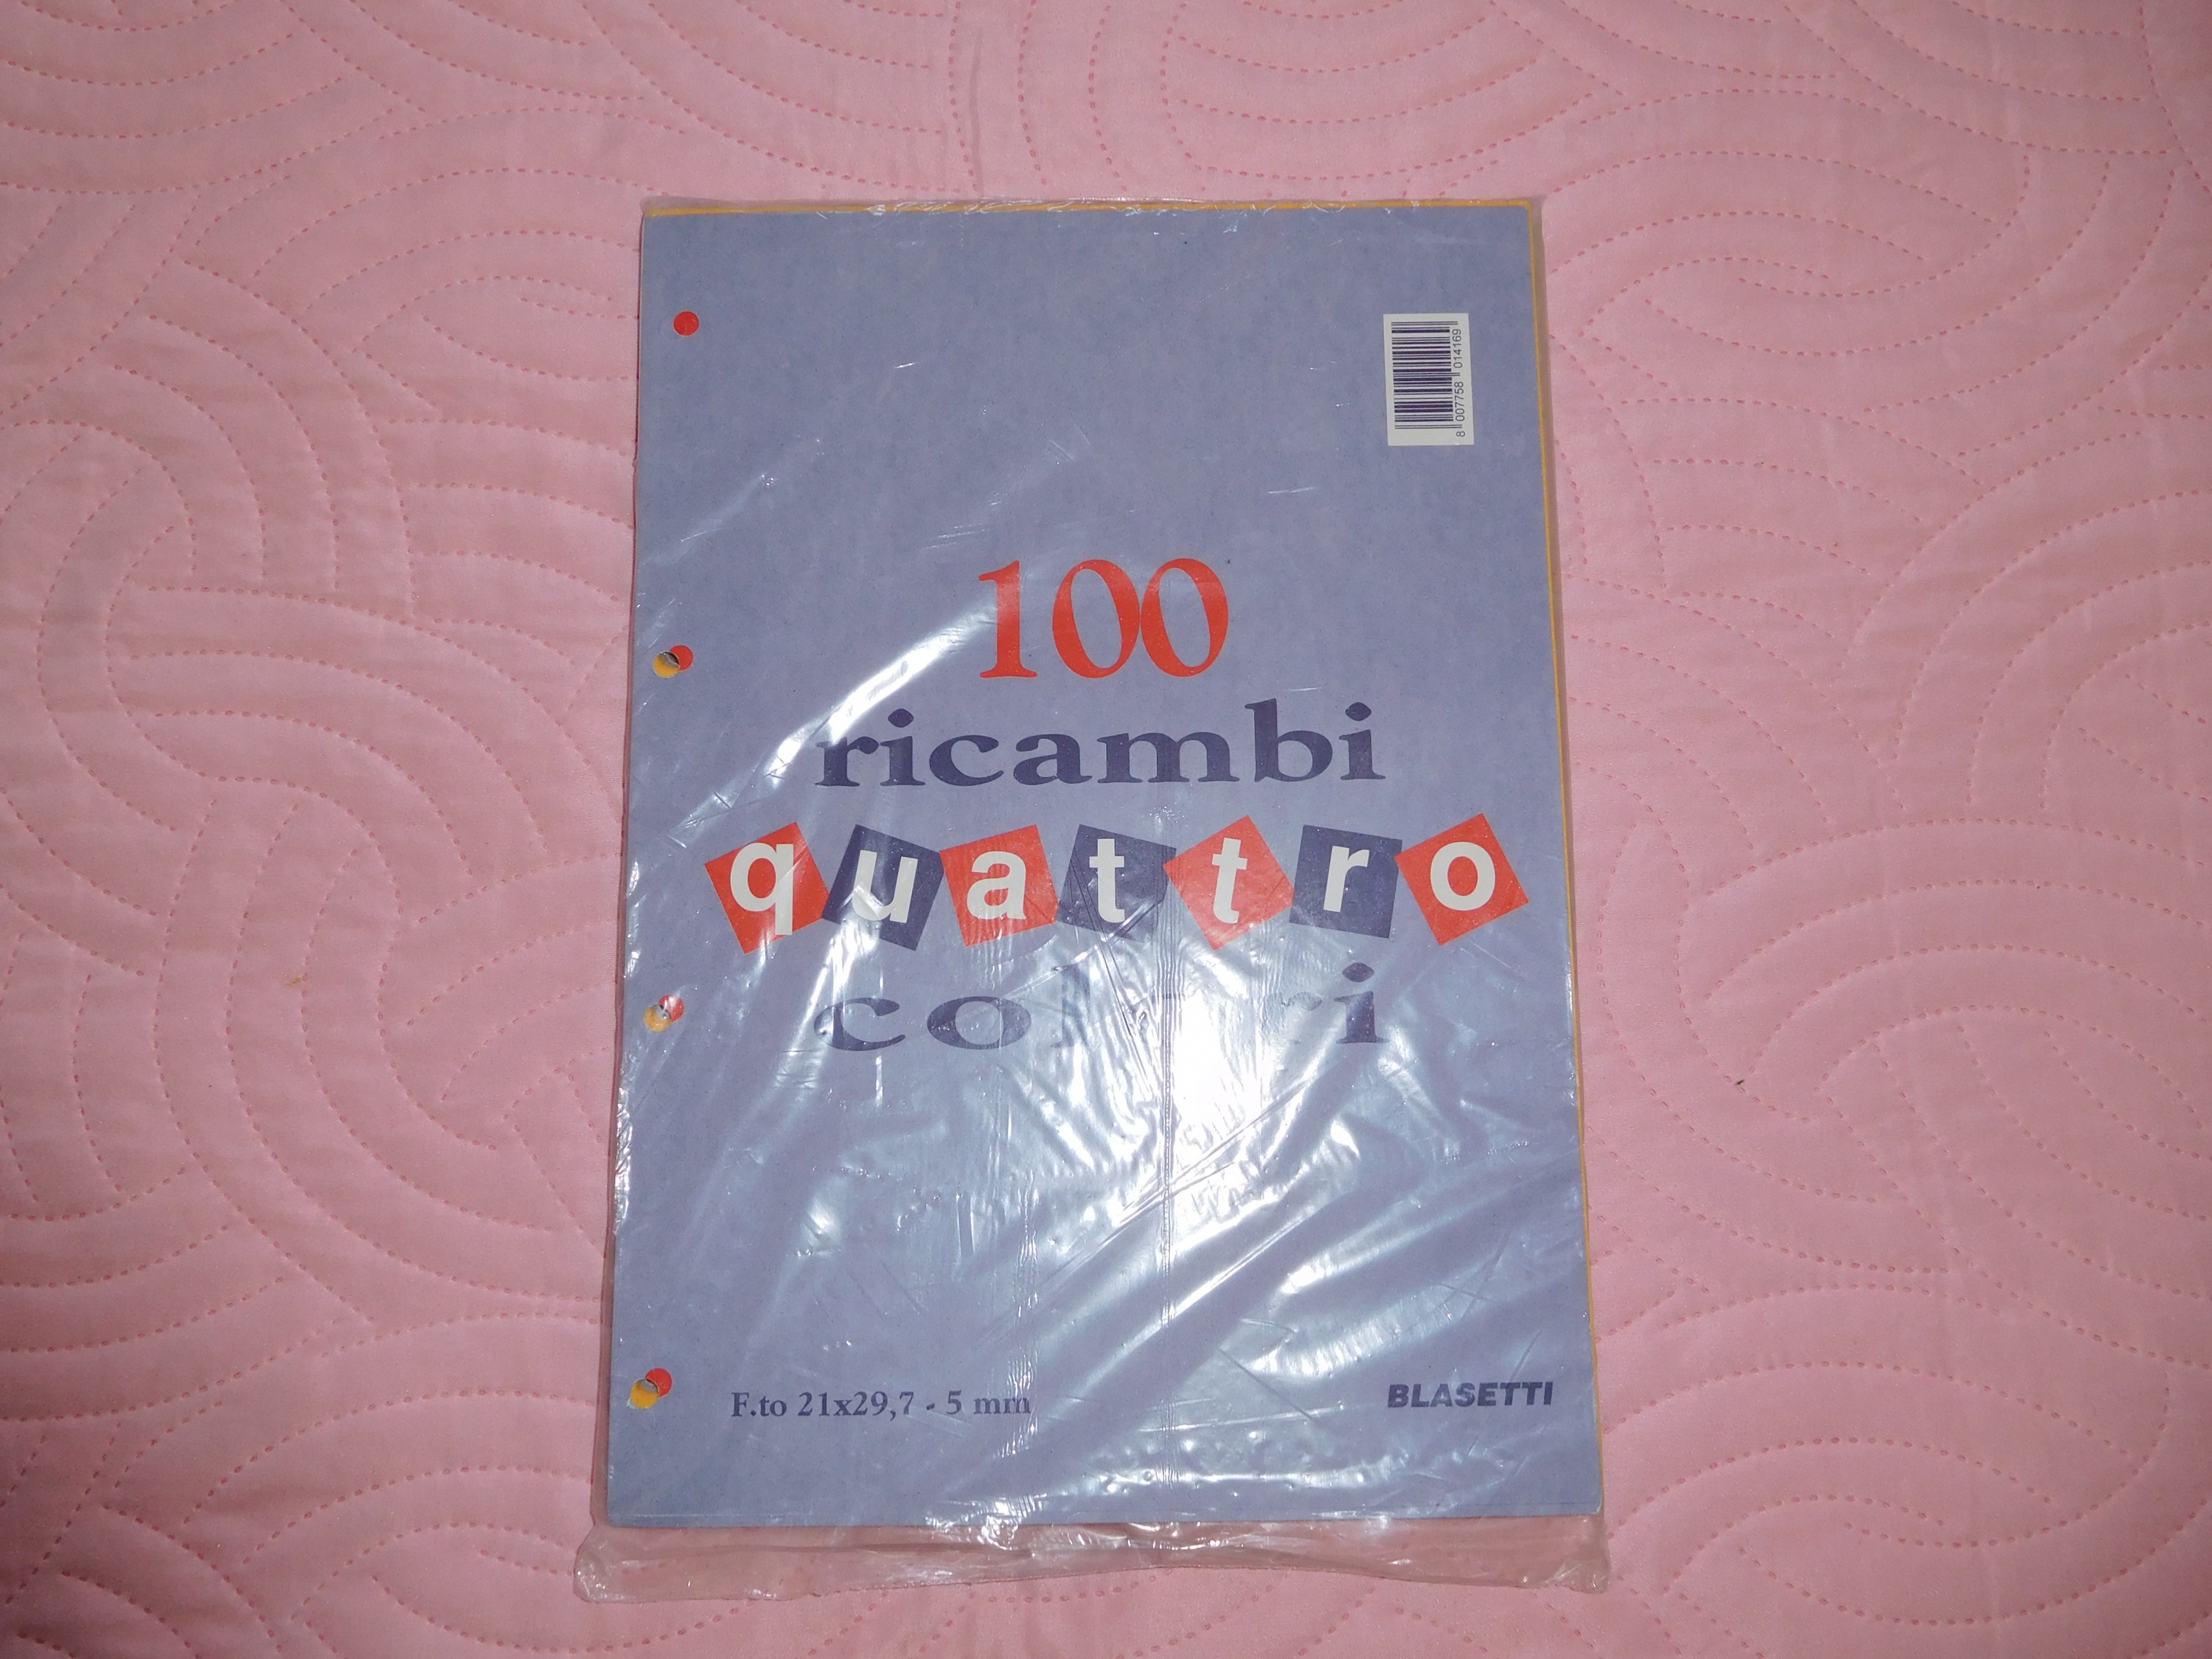 8 007758 014169
100
ricambi
quattro
F.to 21x29,7 - 5 mm
BLASETTI